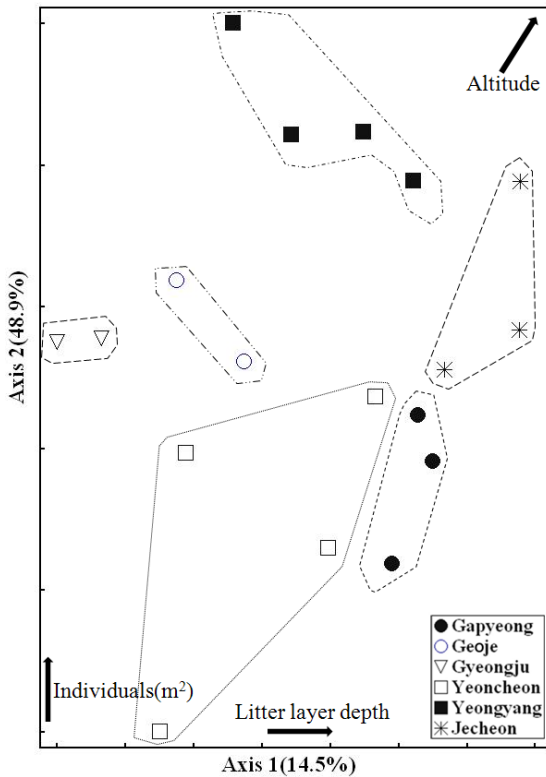 Altitude
Axis 2(48.9%)
Individuals(m²)
Litter layer depth
Gapyeong
Geoje
Gyeongju
Yeoncheon
Yeongyang
Jecheon
Axis 1(14.5%)